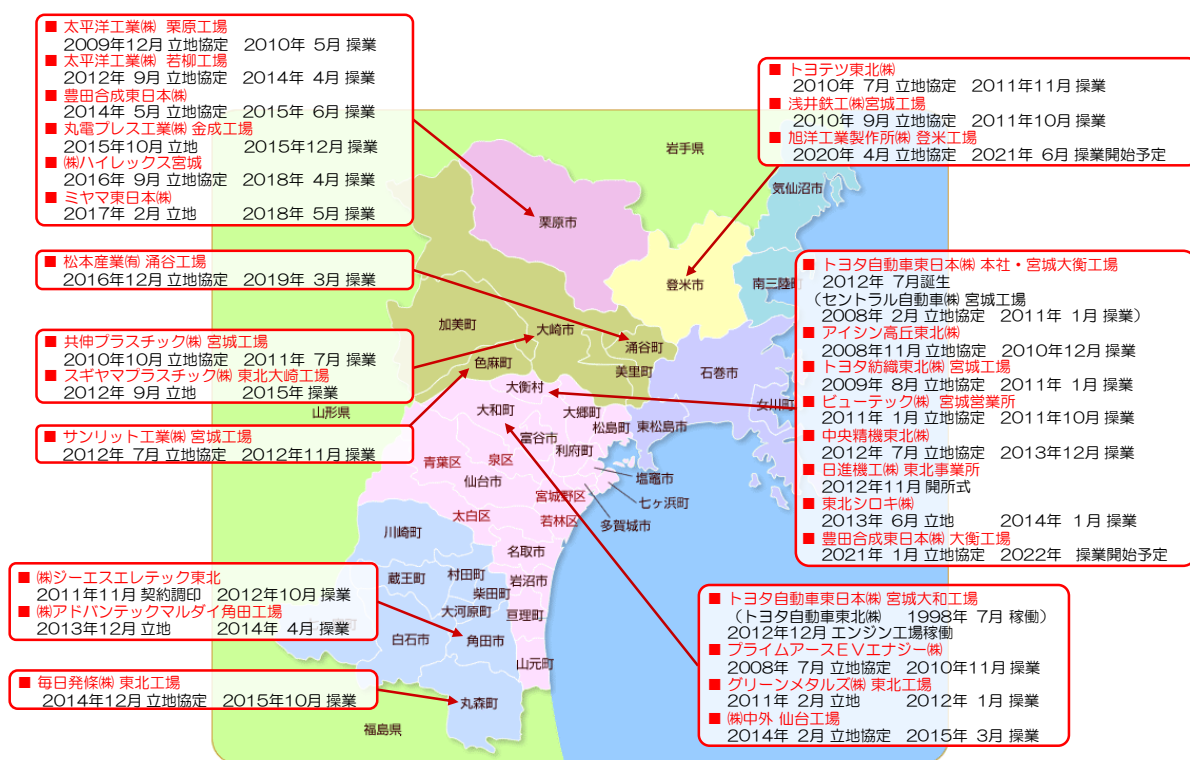 ■ 太平洋工業㈱ 栗原工場
2009年12月 立地協定 2010年 5月 操業
■ 太平洋工業㈱ 若柳工場
2012年 9月 立地協定 2014年 4月 操業
■ 豊田合成東日本㈱
2014年 5月 立地協定 2015年 6月 操業
■ 丸電プレス工業㈱ 金成工場
2015年10月 立地 2015年12月 操業
■ ㈱ハイレックス宮城
2016年 9月 立地協定 2018年 4月 操業
■ ミヤマ東日本㈱
2017年 2月 立地 2018年 5月 操業
■ トヨテツ東北㈱
2010年 7月 立地協定 2011年11月 操業
■ 浅井鉄工㈱宮城工場
2010年 9月 立地協定 2011年10月 操業
■ 旭洋工業製作所㈱ 登米工場
2020年 4月 立地協定 2021年 6月 操業開始予定
■ 松本産業㈲ 涌谷工場
2016年12月 立地協定 2019年 3月 操業
■ 共伸プラスチック㈱ 宮城工場
2010年10月 立地協定 2011年 7月 操業
■ スギヤマプラスチック㈱ 東北大崎工場
2012年 9月 立地 2015年 操業
■ サンリット工業㈱ 宮城工場
2012年 7月 立地協定 2012年11月 操業
■ トヨタ自動車東日本㈱ 本社・宮城大衡工場
2012年 7月誕生
（セントラル自動車㈱ 宮城工場
2008年 2月 立地協定 2011年 1月 操業）
■ アイシン高丘東北㈱
2008年11月 立地協定 2010年12月 操業
■ トヨタ紡織東北㈱ 宮城工場
2009年 8月 立地協定 2011年 1月 操業
■ ビューテック㈱ 宮城営業所
2011年 1月 立地協定 2011年10月 操業
■ 中央精機東北㈱
2012年 7月 立地協定 2013年12月 操業
■ 日進機工㈱ 東北事業所
2012年11月 開所式
■ 東北シロキ㈱
2013年 6月 立地 2014年 1月 操業
■ 豊田合成東日本㈱ 大衡工場
2021年 1月 立地協定 2022年 操業開始予定
■ ㈱ジーエスエレテック東北
2011年11月 契約調印 2012年10月 操業
■ ㈱アドバンテックマルダイ角田工場
2013年12月 立地 2014年 4月 操業
■ 毎日発條㈱ 東北工場
2014年12月 立地協定 2015年10月 操業
■ トヨタ自動車東日本㈱ 宮城大和工場
（トヨタ自動車東北㈱ 1998年 7月 稼働）
2012年12月 エンジン工場稼働
■ プライムアースＥＶエナジー㈱
2008年 7月 立地協定 2010年11月 操業
■ グリーンメタルズ㈱ 東北工場
2011年 2月 立地 2012年 1月 操業
■ ㈱中外 仙台工場
2014年 2月 立地協定 2015年 3月 操業
岩手県
気仙沼市
栗原市
登米市
南三陸町
加美町
大崎市
涌谷町
色麻町
美里町
石巻市
女川町
山形県
大衡村
大和町
大郷町
松島町
東松島市
富谷市
利府町
青葉区
泉区
塩竈市
仙台市
宮城野区
七ヶ浜町
太白区
若林区
多賀城市
川崎町
名取市
蔵王町
村田町
岩沼市
柴田町
大河原町
亘理町
白石市
角田市
山元町
丸森町
福島県